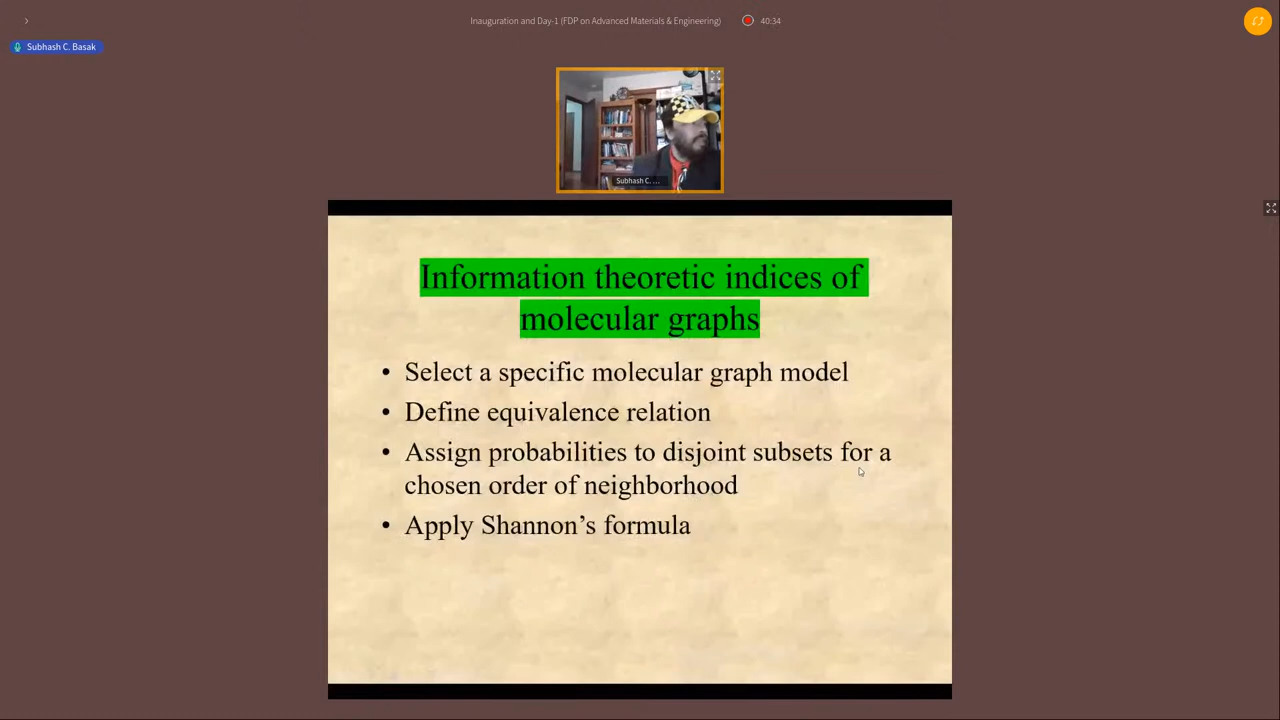 Inauguration and Day-1 (FDP on Advanced Materials & Engineering)
40:34
Subhash C. Basak
Subhash C. ...
Information theoretic indices of
molecular graphs
• Select a specific molecular graph model
• Define equivalence relation
• Assign probabilities to disjoint subsets for a
chosen order of neighborhood
• Apply Shannon’s formula